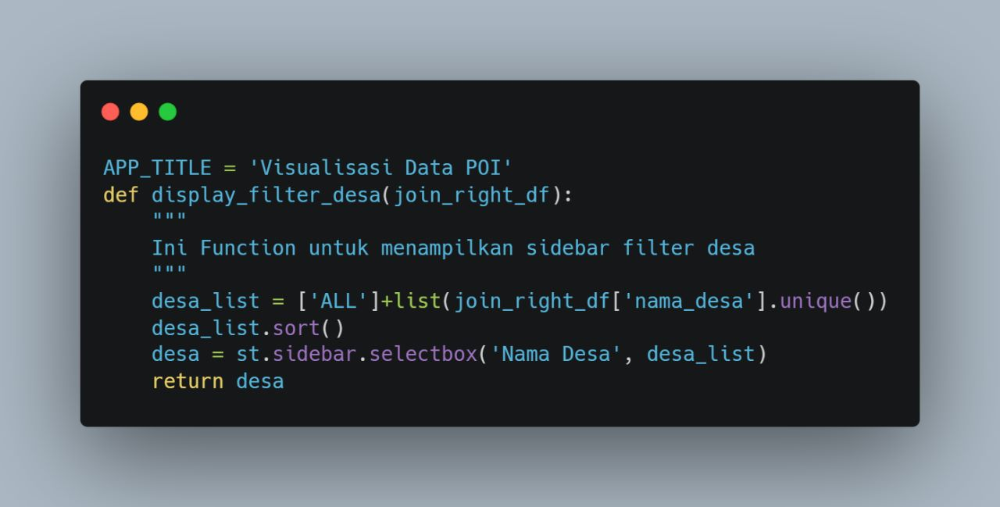 APP_TITLE = 'Visualisasi Data POI'
def display_filter_desa(join_right_df):
    """
    Ini Function untuk menampilkan sidebar filter desa
    """
    desa_list = ['ALL']+list(join_right_df['nama_desa'].unique())
    desa_list.sort()
    desa = st.sidebar.selectbox('Nama Desa', desa_list)
    return desa